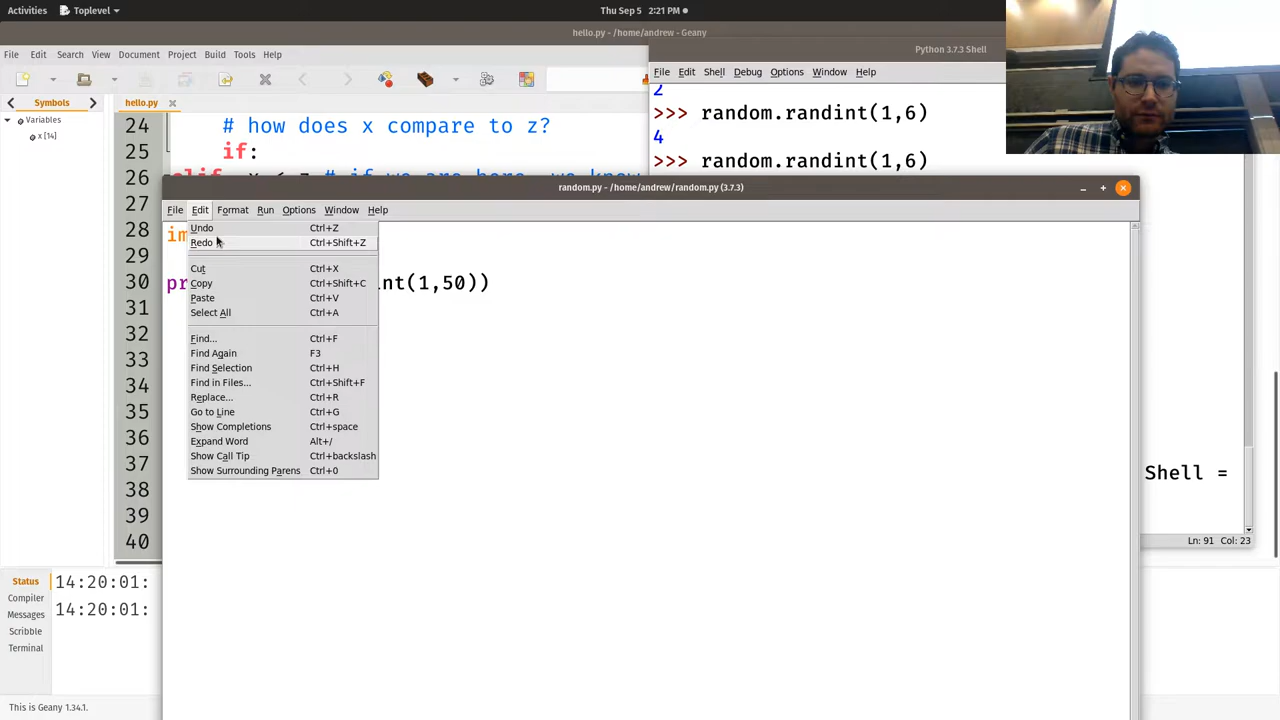 Activities Toplevel Thu Sep 5 2:21 PM
hello.py - /home/andrew - Geany
File Edit Search View Document Project Build Tools Help
Symbols
Variables
x [14]
hello.py
24 # how does x compare to z?
25 if:
26
27
28
29
30
31
32
33
34
35
36
37
38
39
40
Python 3.7.3 Shell
File Edit Shell Debug Options Window Help
2
>>> random.randint(1,6)
4
>>> random.randint(1,6)
random.py - /home/andrew/random.py (3.7.3)
File Edit Format Run Options Window Help
im
pr nt(1,50))
Undo Ctrl+Z
Redo Ctrl+Shift+Z
Cut Ctrl+X
Copy Ctrl+Shift+C
Paste Ctrl+V
Select All Ctrl+A
Find... Ctrl+F
Find Again F3
Find Selection Ctrl+H
Find in Files... Ctrl+Shift+F
Replace... Ctrl+R
Go to Line Ctrl+G
Show Completions Ctrl+space
Expand Word Alt+/
Show Call Tip Ctrl+backslash
Show Surrounding Parens Ctrl+0
Shell =
Ln: 91 Col: 23
Status
Compiler
Messages
Scribble
Terminal
14:20:01:
14:20:01:
This is Geany 1.34.1.